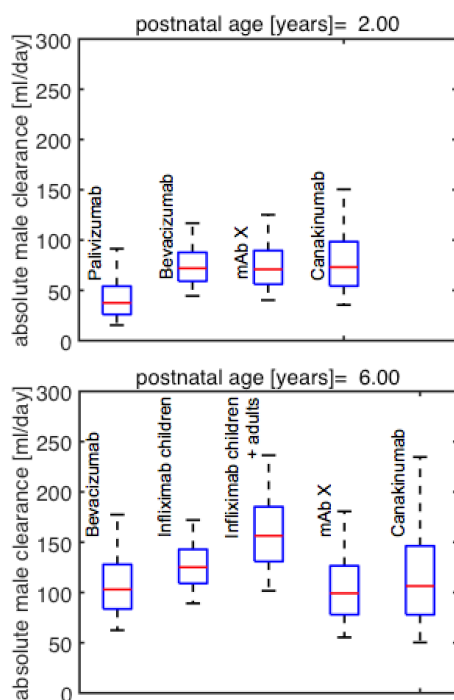 postnatal age [years]= 2.00
absolute male clearance [ml/day]
300
250
200
150
100
50
0
Palivizumab
Bevacizumab
mAb X
Canakinumab
postnatal age [years]= 6.00
absolute male clearance [ml/day]
300
250
200
150
100
50
0
Bevacizumab
Infliximab children
Infliximab children
+ adults
mAb X
Canakinumab